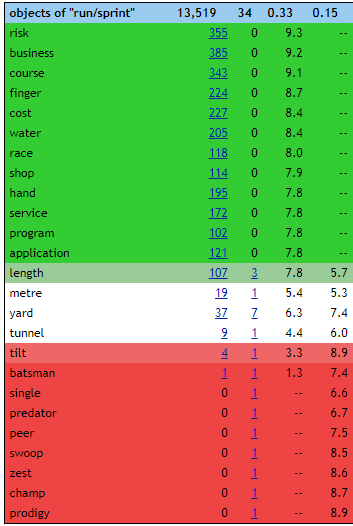 objects of "run/sprint" 13,519 34 0.33 0.15
risk 355 0 9.3 --
business 385 0 9.2 --
course 343 0 9.1 --
finger 224 0 8.7 --
cost 227 0 8.4 --
water 205 0 8.4 --
race 118 0 8.0 --
shop 114 0 7.9 --
hand 195 0 7.8 --
service 172 0 7.8 --
program 102 0 7.8 --
application 121 0 7.8 --
length 107 3 7.8 5.7
metre 19 1 5.4 5.3
yard 37 7 6.3 7.4
tunnel 9 1 4.4 6.0
tilt 4 1 3.3 8.9
batsman 1 1 1.3 7.4
single 0 1 -- 6.6
predator 0 1 -- 6.7
peer 0 1 -- 7.5
swoop 0 1 -- 8.5
zest 0 1 -- 8.6
champ 0 1 -- 8.7
prodigy 0 1 -- 8.9